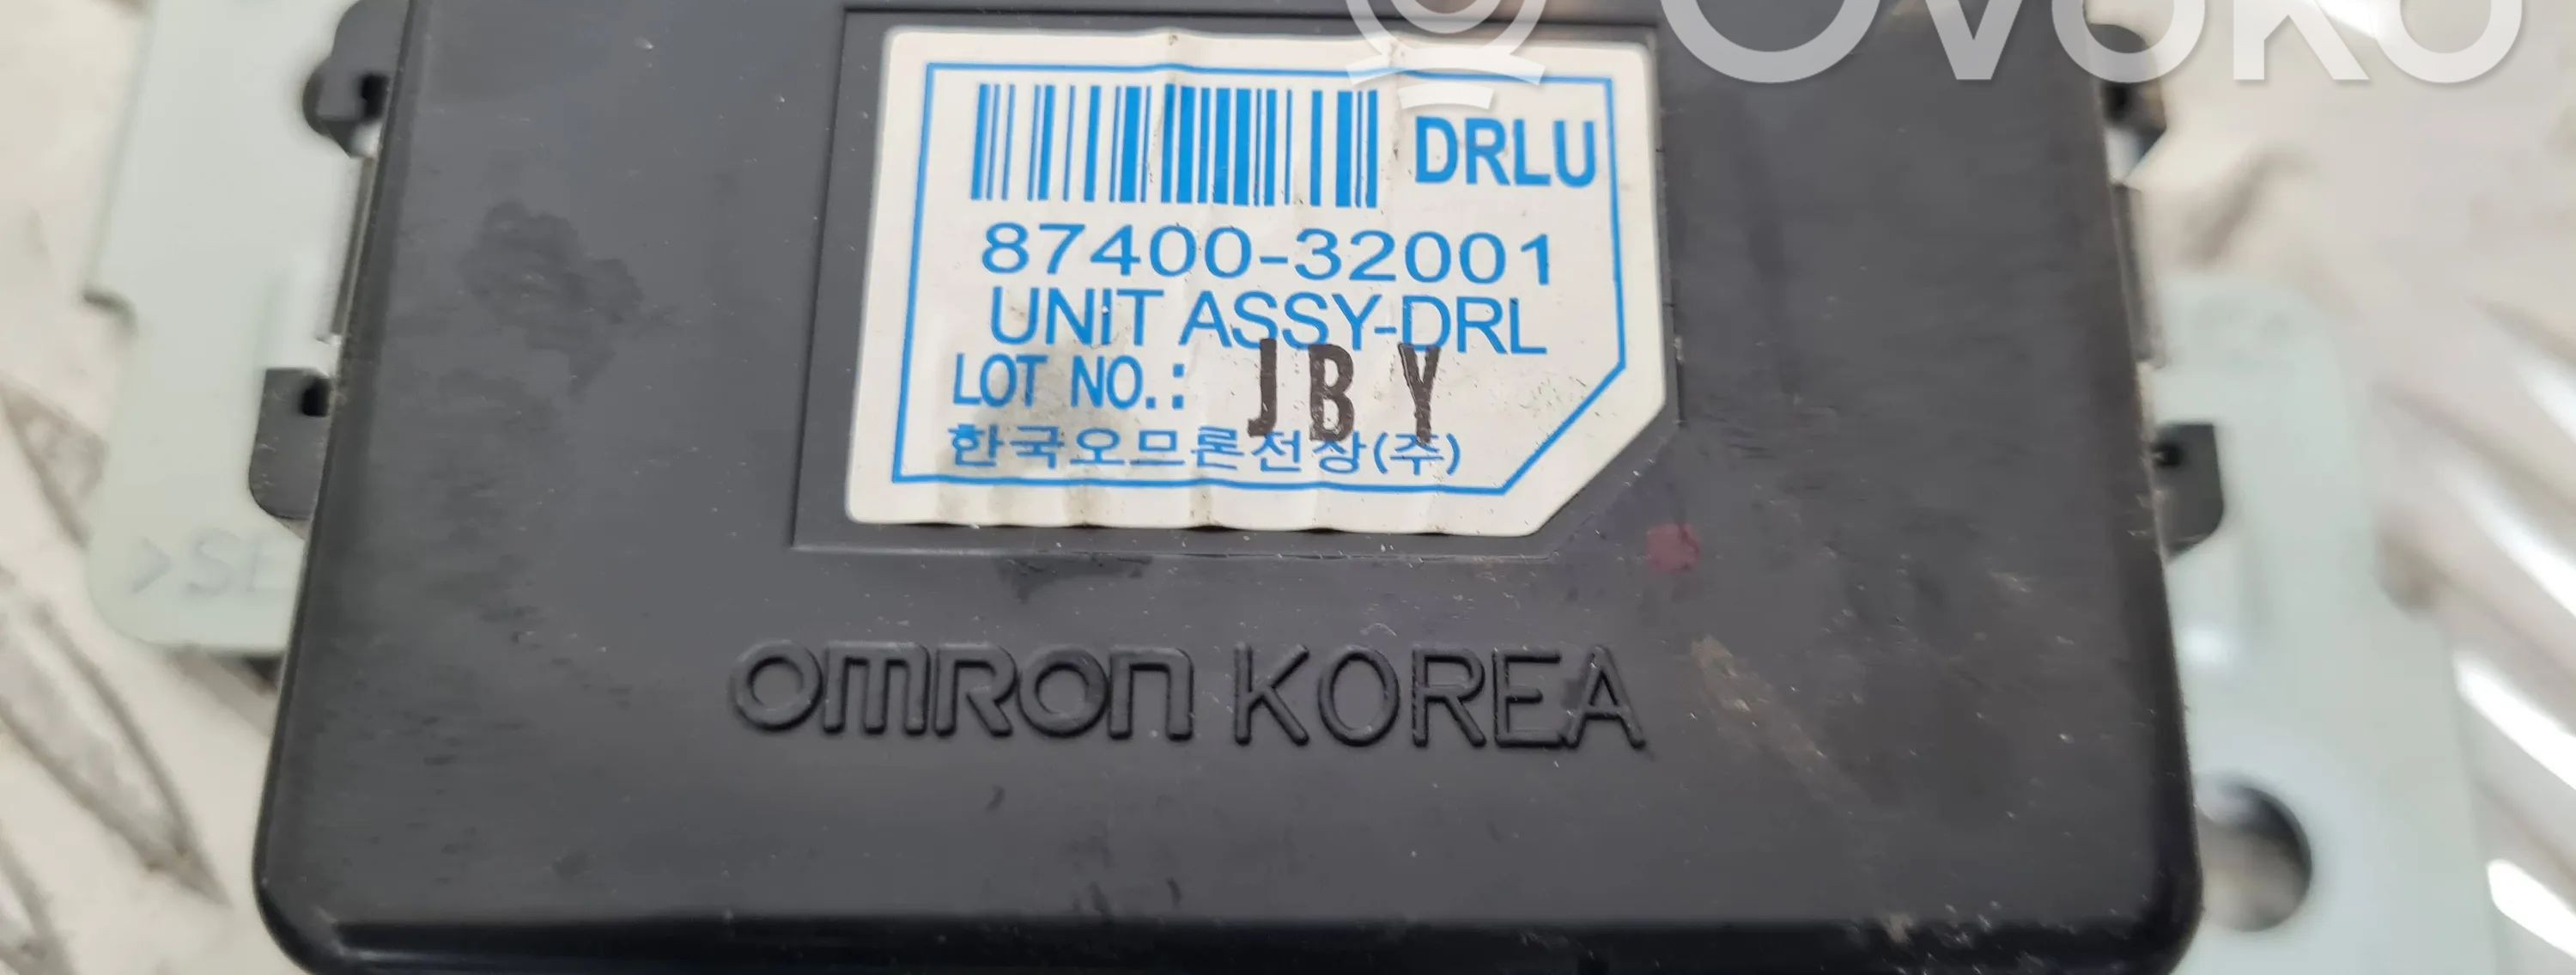 OVOKO
DRLU
87400-32001
UNIT ASSY-DRL
LOT NO.: JBY
한국오므론전장(주)
OMRON KOREA